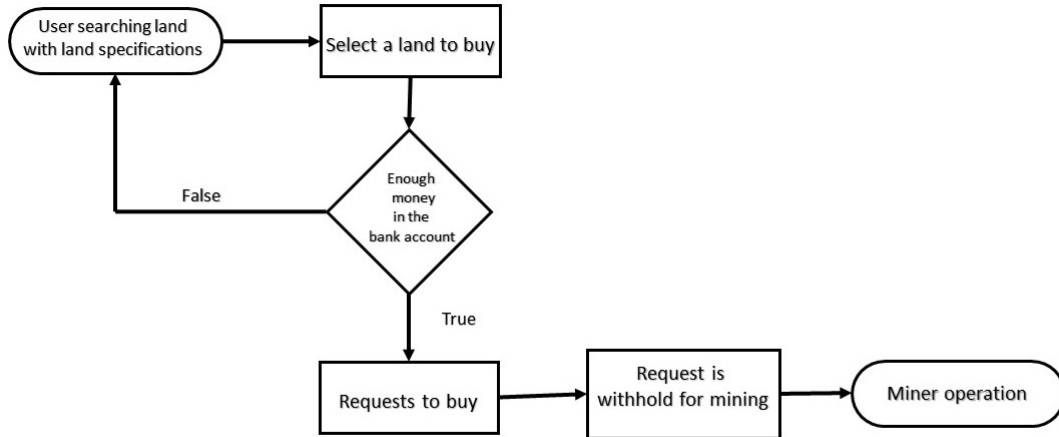 User searching land
with land specifications
Select a land to buy
Enough
money
in the
bank account
False
True
Requests to buy
Request is
withhold for mining
Miner operation